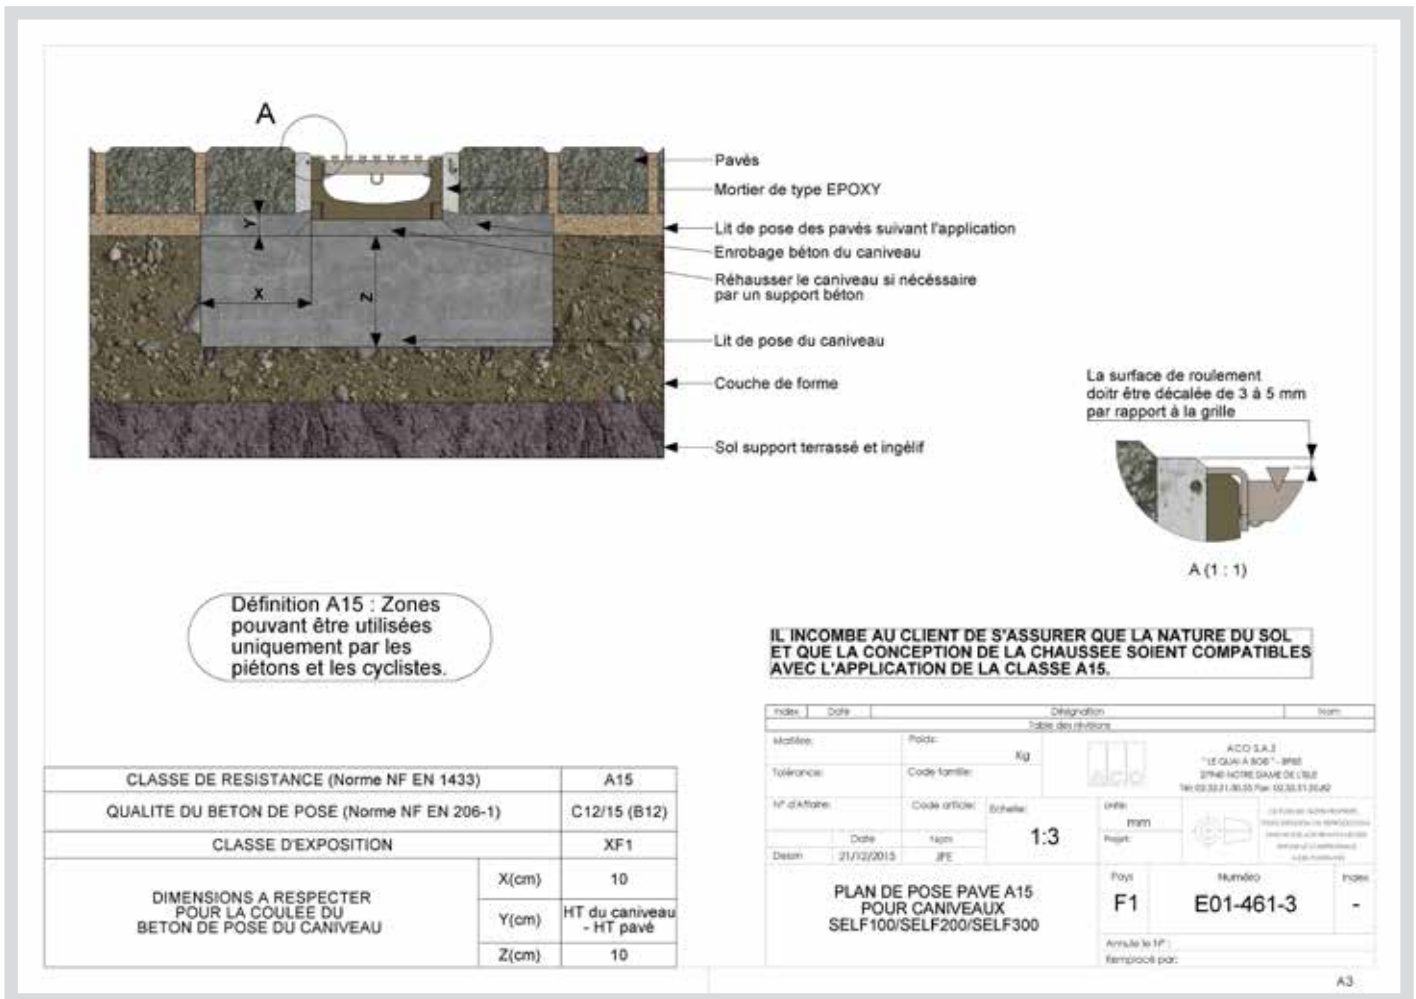 A
Pavés
Mortier de type EPOXY
Lit de pose des pavés suivant l'application
Enrobage béton du caniveau
Réhausser le caniveau si nécéssaire
par un support béton
Lit de pose du caniveau
Couche de forme
Sol support terrassé et ingélif
Y
X
Z
La surface de roulement
doitr être décalée de 3 à 5 mm
par rapport à la grille
A (1 : 1)
Définition A15 : Zones
pouvant être utilisées
uniquement par les
piétons et les cyclistes.
IL INCOMBE AU CLIENT DE S'ASSURER QUE LA NATURE DU SOL
ET QUE LA CONCEPTION DE LA CHAUSSEE SOIENT COMPATIBLES
AVEC L'APPLICATION DE LA CLASSE A15.
CLASSE DE RESISTANCE (Norme NF EN 1433) A15
QUALITE DU BETON DE POSE (Norme NF EN 206-1) C12/15 (B12)
CLASSE D'EXPOSITION XF1
DIMENSIONS A RESPECTER
POUR LA COULEE DU
BETON DE POSE DU CANIVEAU
X(cm) 10
Y(cm) HT du caniveau
- HT pavé
Z(cm) 10
Index Date Désignation Nom
Table des révisions
Matière: Poids: Kg
Tolérance: Code famille:
N° d'Affaire: Code article: Echelle: 1:3
Date Nom
Dessin 21/12/2015 JPE
ACO
ACO S.A.S
27940 NOTRE DAME DE L'ISLE
Unité: mm
Projet:
PLAN DE POSE PAVE A15
POUR CANIVEAUX
SELF100/SELF200/SELF300
Pays Numéro Index
F1 E01-461-3 -
Annule le N° :
Remplacé par:
A3